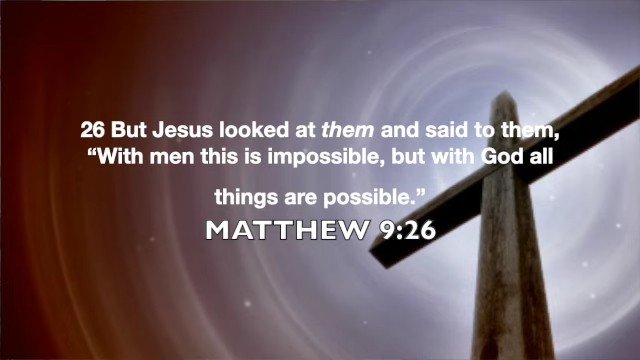 26 But Jesus looked at them and said to them,
“With men this is impossible, but with God all
things are possible.”
MATTHEW 9:26